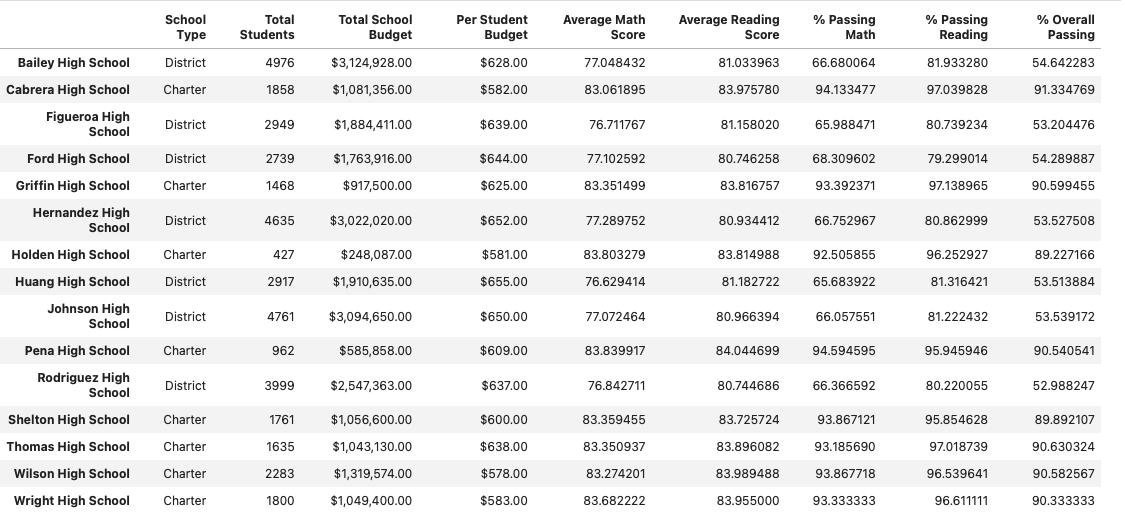 School Type Total Students Total School Budget Per Student Budget Average Math Score Average Reading Score % Passing Math % Passing Reading % Overall Passing
Bailey High School District 4976 $3,124,928.00 $628.00 77.048432 81.033963 66.680064 81.933280 54.642283
Cabrera High School Charter 1858 $1,081,356.00 $582.00 83.061895 83.975780 94.133477 97.039828 91.334769
Figueroa High School District 2949 $1,884,411.00 $639.00 76.711767 81.158020 65.988471 80.739234 53.204476
Ford High School District 2739 $1,763,916.00 $644.00 77.102592 80.746258 68.309602 79.299014 54.289887
Griffin High School Charter 1468 $917,500.00 $625.00 83.351499 83.816757 93.392371 97.138965 90.599455
Hernandez High School District 4635 $3,022,020.00 $652.00 77.289752 80.934412 66.752967 80.862999 53.527508
Holden High School Charter 427 $248,087.00 $581.00 83.803279 83.814988 92.505855 96.252927 89.227166
Huang High School District 2917 $1,910,635.00 $655.00 76.629414 81.182722 65.683922 81.316421 53.513884
Johnson High School District 4761 $3,094,650.00 $650.00 77.072464 80.966394 66.057551 81.222432 53.539172
Pena High School Charter 962 $585,858.00 $609.00 83.839917 84.044699 94.594595 95.945946 90.540541
Rodriguez High School District 3999 $2,547,363.00 $637.00 76.842711 80.744686 66.366592 80.220055 52.988247
Shelton High School Charter 1761 $1,056,600.00 $600.00 83.359455 83.725724 93.867121 95.854628 89.892107
Thomas High School Charter 1635 $1,043,130.00 $638.00 83.350937 83.896082 93.185690 97.018739 90.630324
Wilson High School Charter 2283 $1,319,574.00 $578.00 83.274201 83.989488 93.867718 96.539641 90.582567
Wright High School Charter 1800 $1,049,400.00 $583.00 83.682222 83.955000 93.333333 96.611111 90.333333